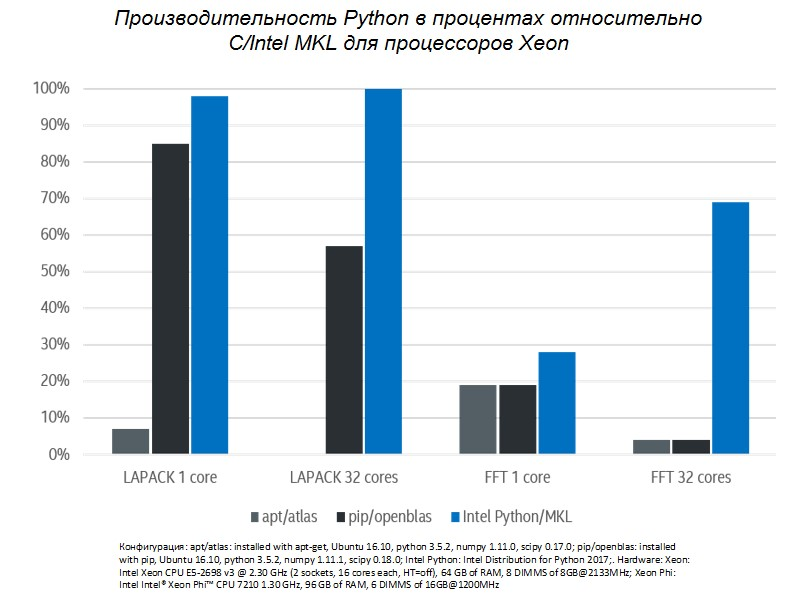 Производительность Python в процентах относительно
C/Intel MKL для процессоров Xeon
100%
90%
80%
70%
60%
50%
40%
30%
20%
10%
0%
LAPACK 1 core LAPACK 32 cores FFT 1 core FFT 32 cores
apt/atlas pip/openblas Intel Python/MKL
Конфигурация: apt/atlas: installed with apt-get, Ubuntu 16.10, python 3.5.2, numpy 1.11.0, scipy 0.17.0; pip/openblas: installed
with pip, Ubuntu 16.10, python 3.5.2, numpy 1.11.1, scipy 0.18.0; Intel Python: Intel Distribution for Python 2017;. Hardware: Xeon:
Intel Xeon CPU E5-2698 v3 @ 2.30 GHz (2 sockets, 16 cores each, HT=off), 64 GB of RAM, 8 DIMMS of 8GB@2133MHz; Xeon Phi:
Intel Intel® Xeon Phi™ CPU 7210 1.30 GHz, 96 GB of RAM, 6 DIMMS of 16GB@1200MHz